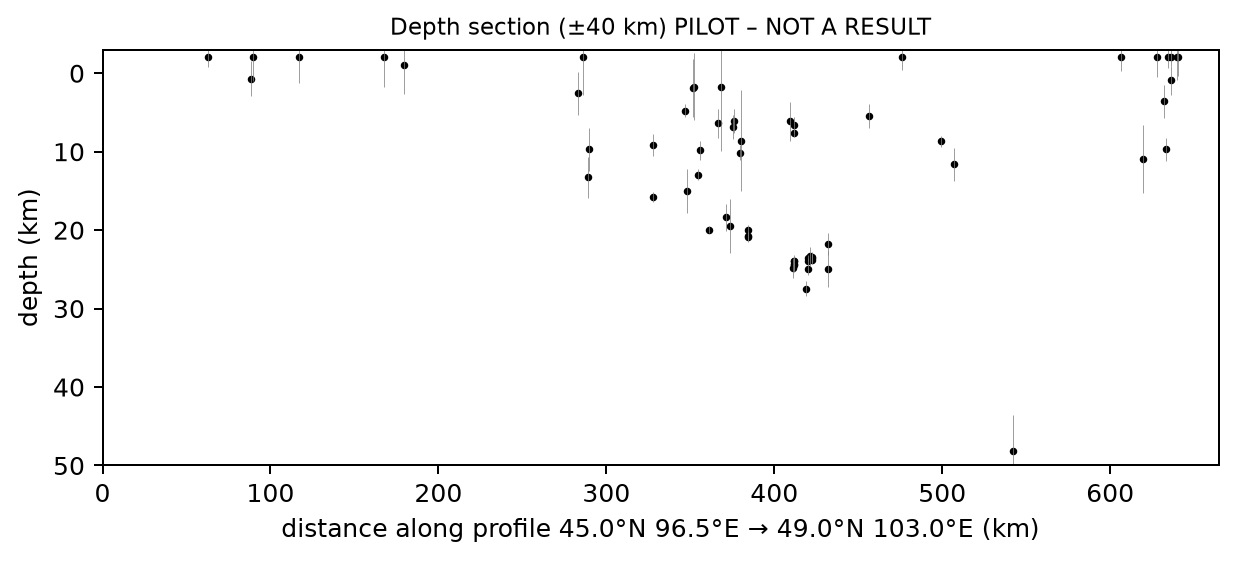 Depth section (±40 km) PILOT – NOT A RESULT
depth (km)
0
10
20
30
40
50
0 100 200 300 400 500 600
distance along profile 45.0°N 96.5°E → 49.0°N 103.0°E (km)